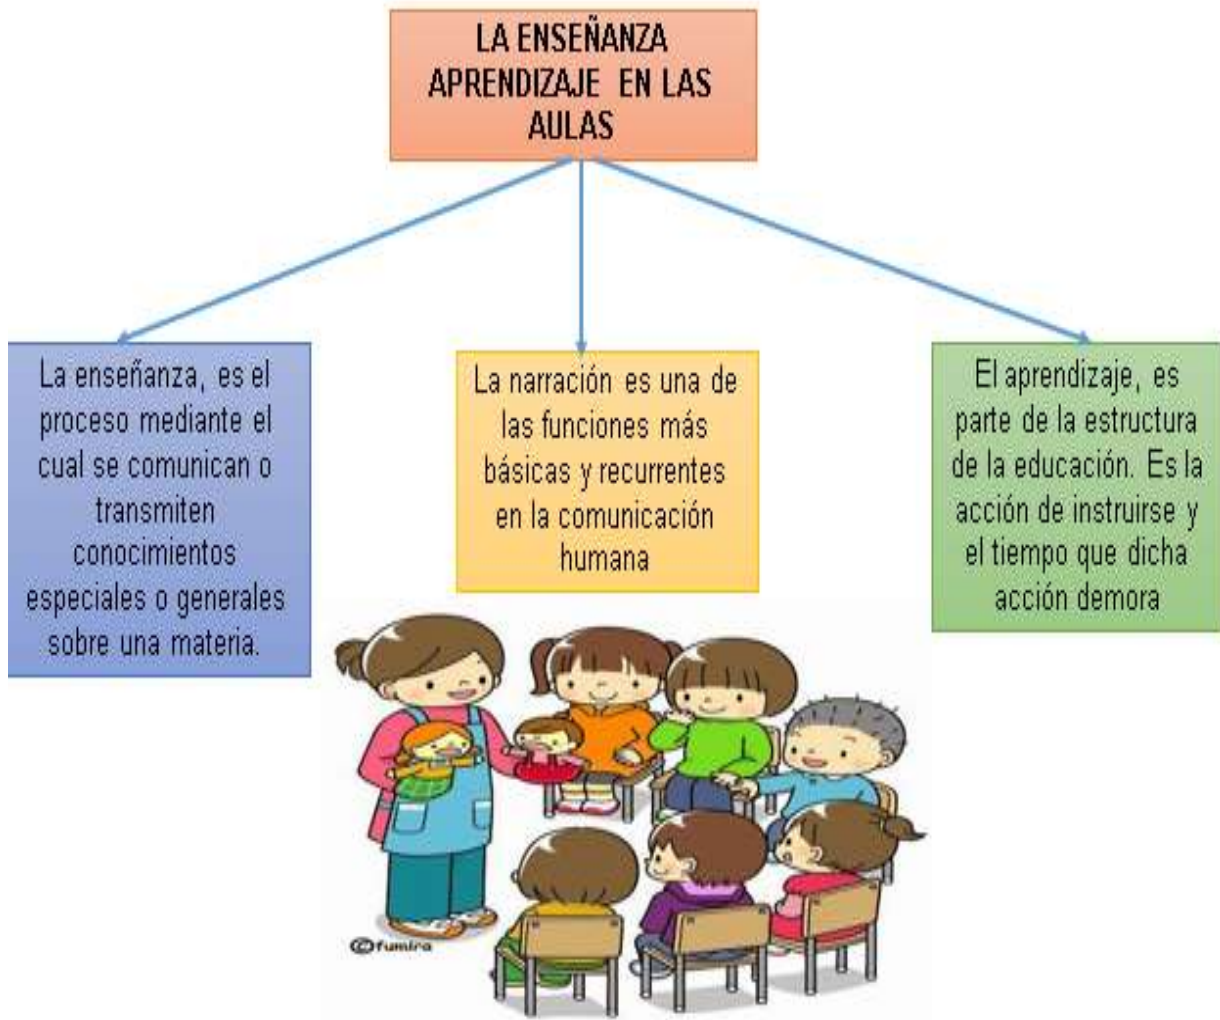 LA ENSEÑANZA
APRENDIZAJE EN LAS
AULAS
La enseñanza, es el
proceso mediante el
cual se comunican o
transmiten
conocimientos
especiales o generales
sobre una materia.
La narración es una de
las funciones más
básicas y recurrentes
en la comunicación
humana
El aprendizaje, es
parte de la estructura
de la educación. Es la
acción de instruirse y
el tiempo que dicha
acción demora
©fumira